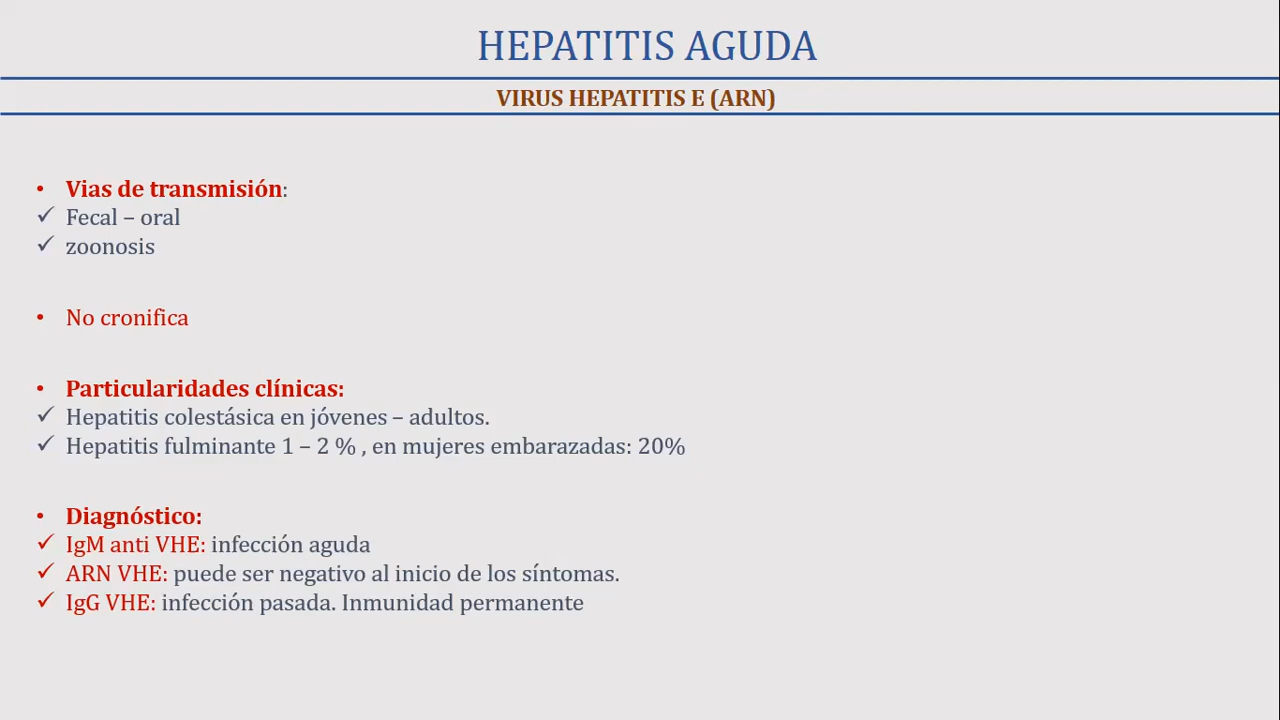 HEPATITIS AGUDA
VIRUS HEPATITIS E (ARN)
• Vias de transmisión:
✓ Fecal – oral
✓ zoonosis
• No cronifica
• Particularidades clínicas:
✓ Hepatitis colestásica en jóvenes – adultos.
✓ Hepatitis fulminante 1 – 2 % , en mujeres embarazadas: 20%
• Diagnóstico:
✓ IgM anti VHE: infección aguda
✓ ARN VHE: puede ser negativo al inicio de los síntomas.
✓ IgG VHE: infección pasada. Inmunidad permanente